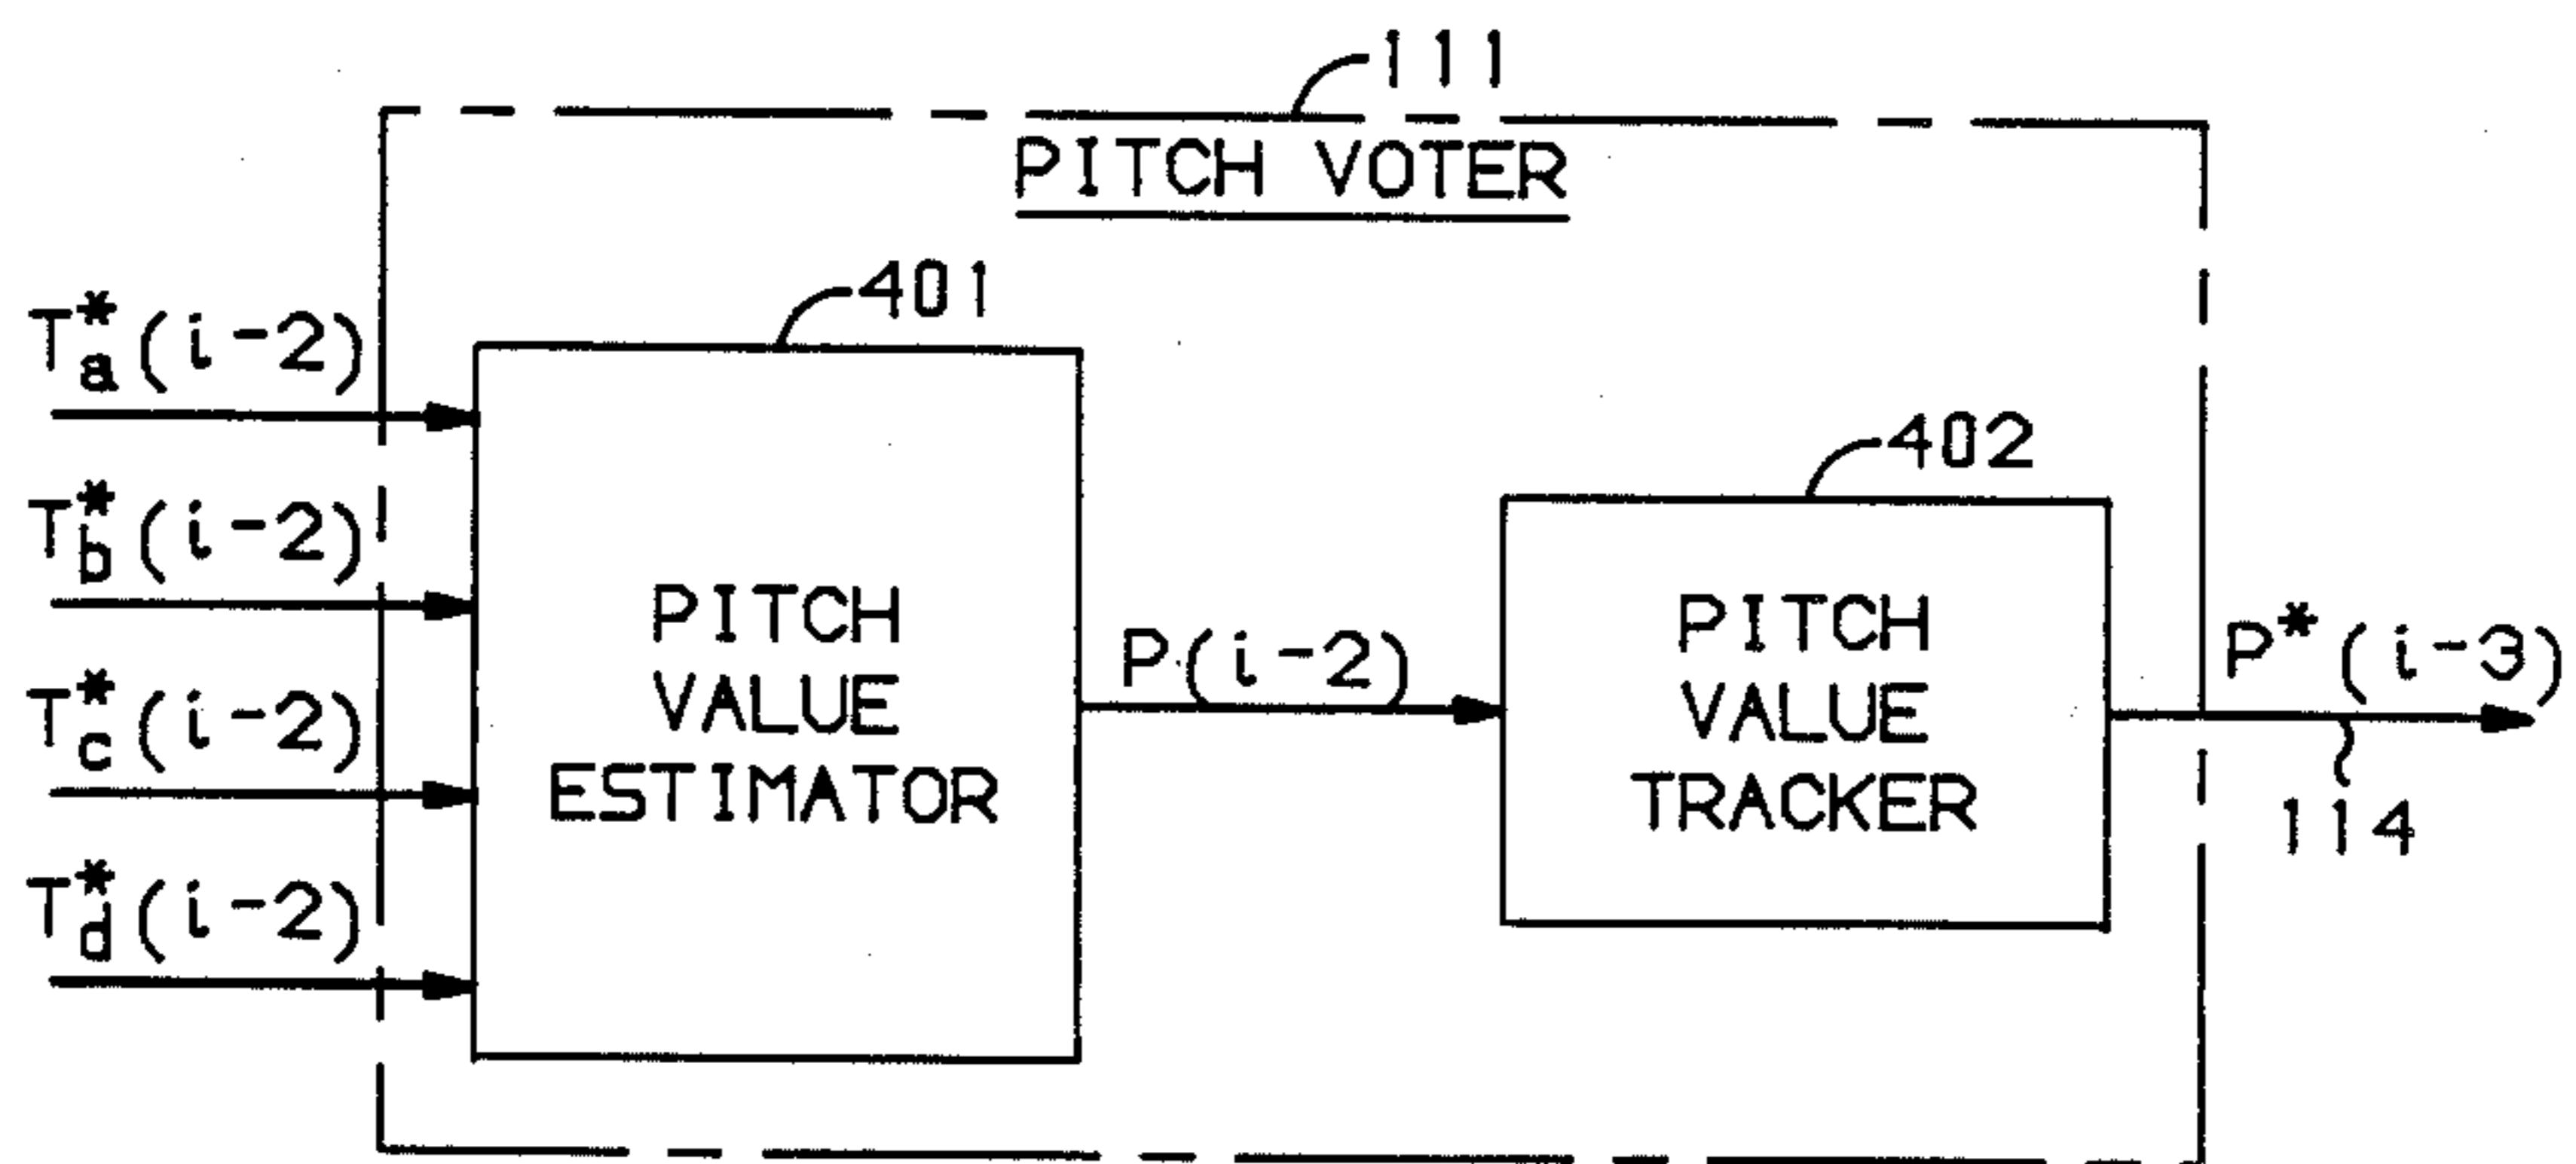 111
PITCH VOTER
401
T*a(i-2)
402
T*b(i-2)
PITCH
VALUE
ESTIMATOR
P(i-2)
PITCH
VALUE
TRACKER
P*(i-3)
T*c(i-2)
114
T*d(i-2)